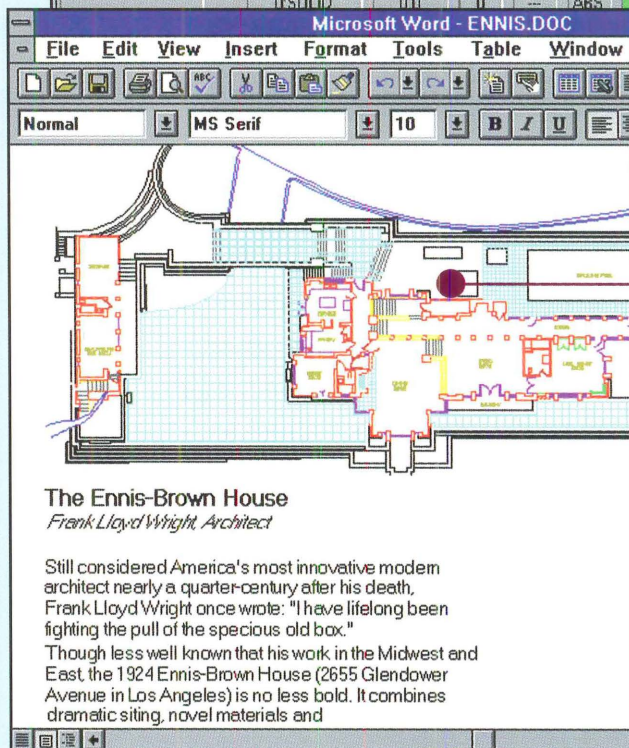 Microsoft Word - ENNIS.DOC
File Edit View Insert Format Tools Table Window
ABC
Normal MS Serif 10 B I U
The Ennis-Brown House
Frank Lloyd Wright, Architect
Still considered America's most innovative modern
architect nearly a quarter-century after his death,
Frank Lloyd Wright once wrote: "I have lifelong been
fighting the pull of the specious old box."
Though less well known that his work in the Midwest and
East, the 1924 Ennis-Brown House (2655 Glendower
Avenue in Los Angeles) is no less bold. It combines
dramatic siting, novel materials and